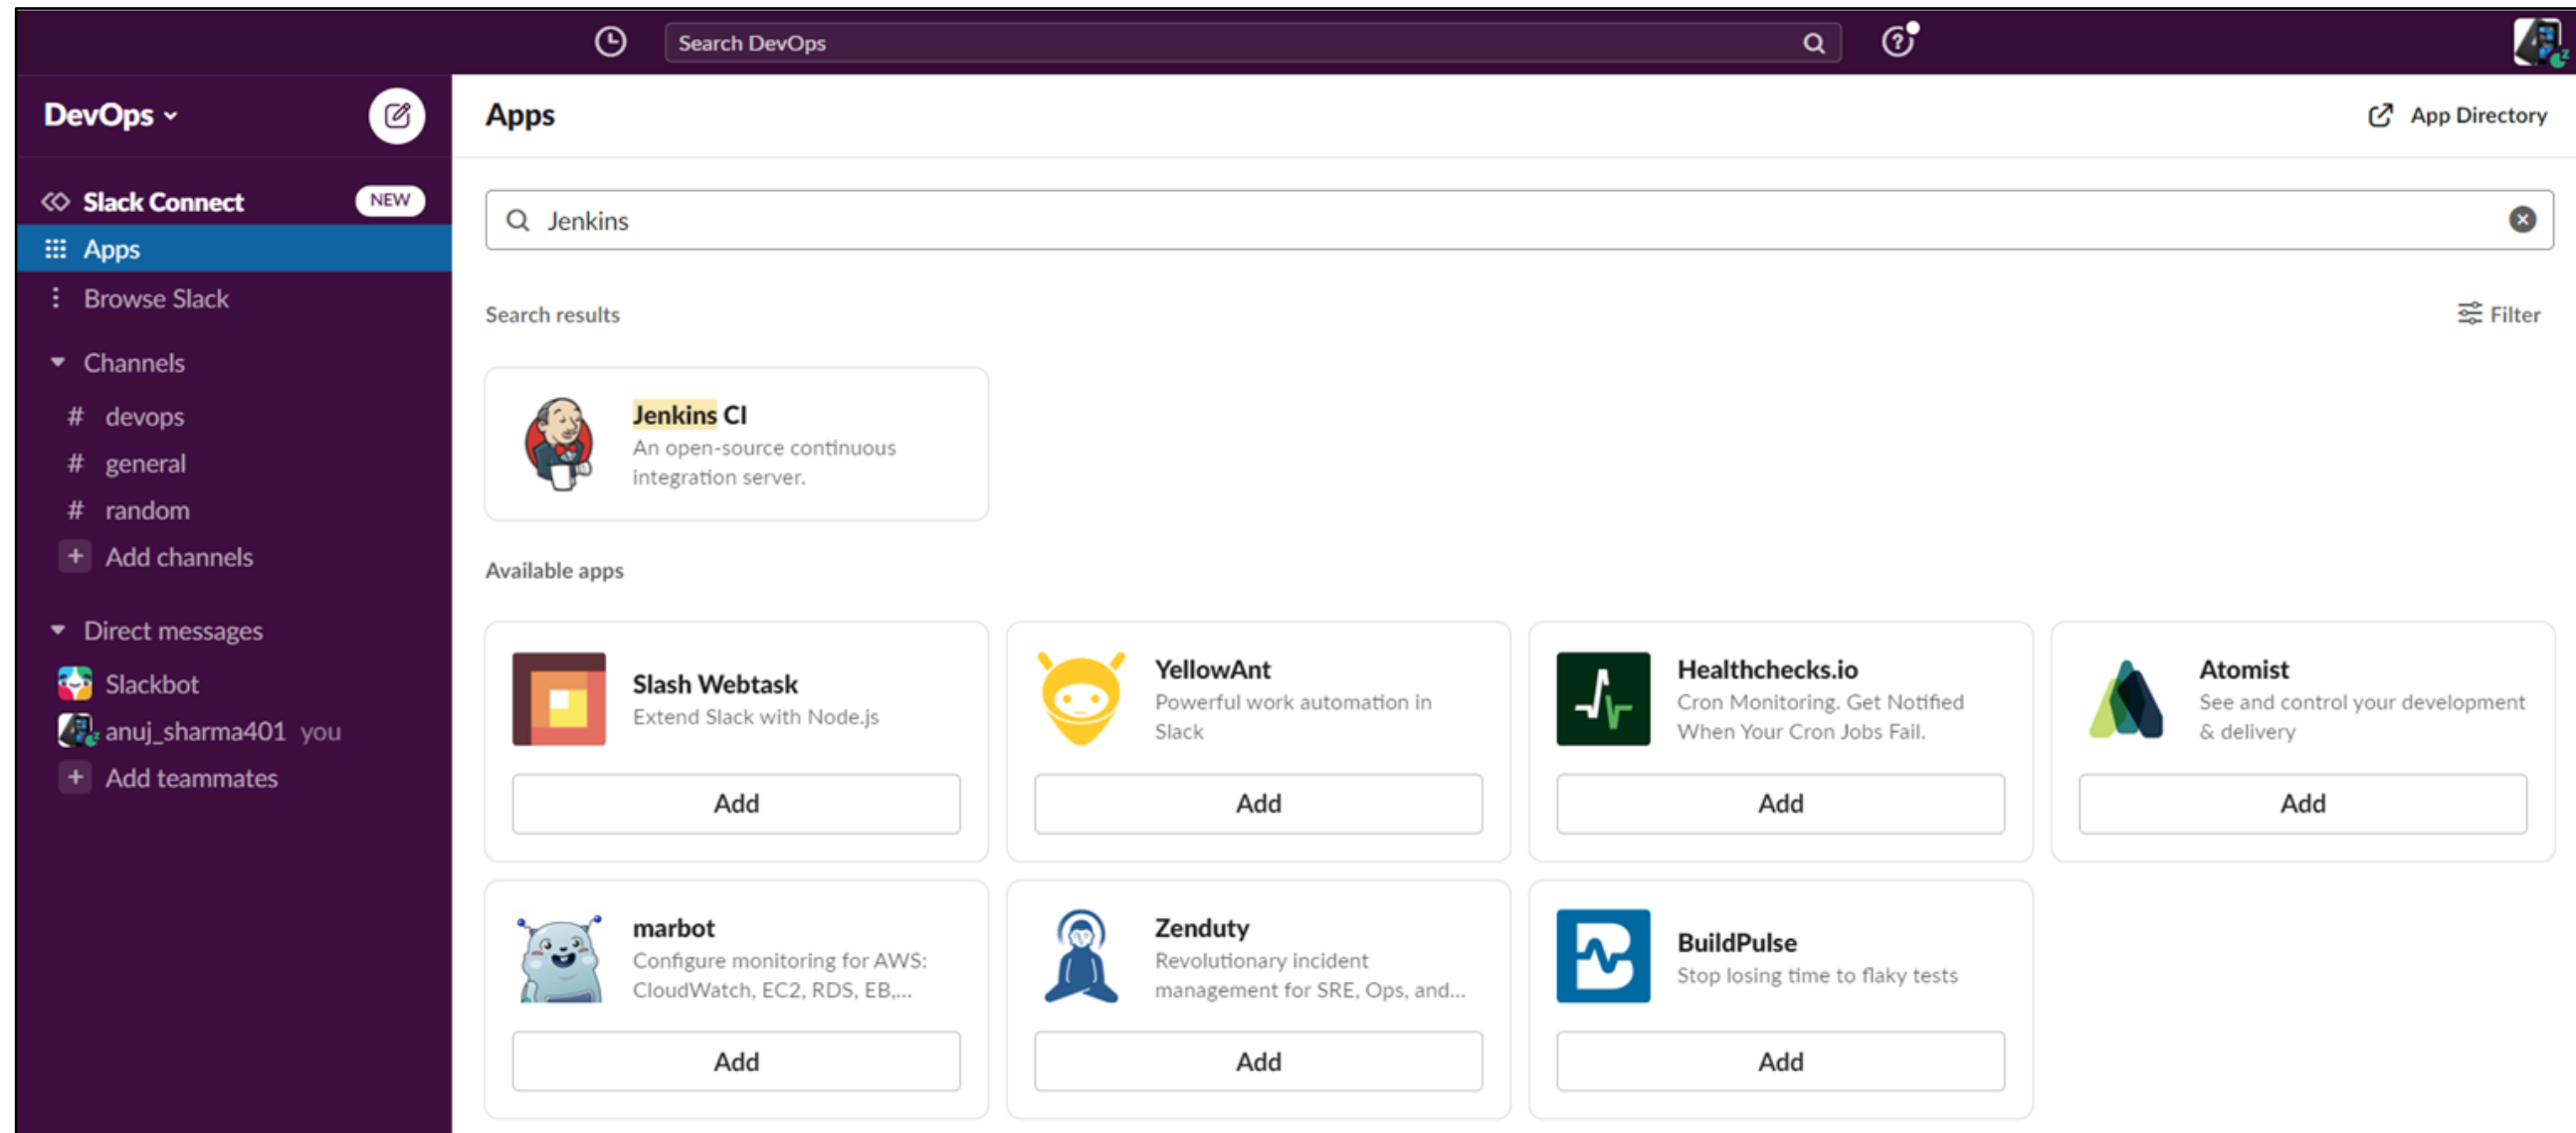 Search DevOps
DevOps
Slack Connect NEW
Apps
Browse Slack
Channels
# devops
# general
# random
+ Add channels
Direct messages
Slackbot
anuj_sharma401 you
+ Add teammates
Apps
App Directory
Jenkins
Search results
Filter
Jenkins CI
An open-source continuous
integration server.
Available apps
Slash Webtask
Extend Slack with Node.js
Add
YellowAnt
Powerful work automation in
Slack
Add
Healthchecks.io
Cron Monitoring. Get Notified
When Your Cron Jobs Fail.
Add
Atomist
See and control your development
& delivery
Add
marbot
Configure monitoring for AWS:
CloudWatch, EC2, RDS, EB,...
Add
Zenduty
Revolutionary incident
management for SRE, Ops, and...
Add
BuildPulse
Stop losing time to flaky tests
Add